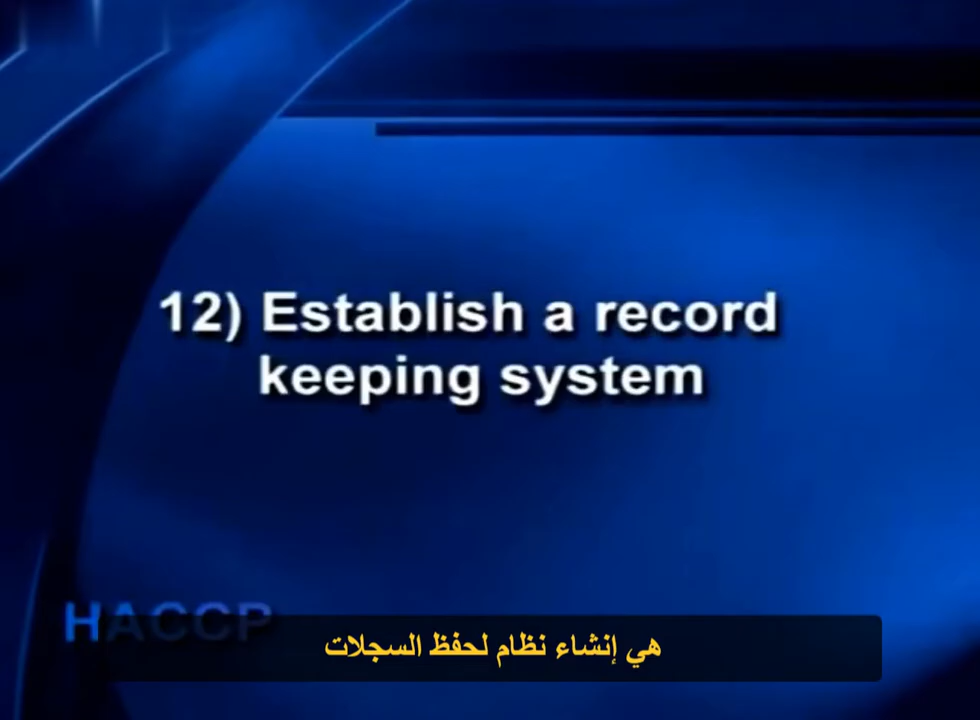 12) Establish a record
keeping system
HACCP
هي إنشاء نظام لحفظ السجلات